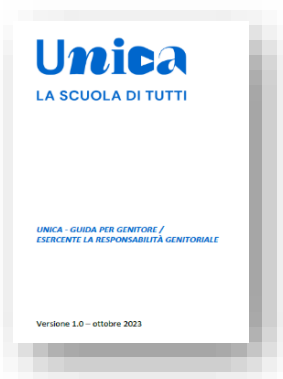 Unica
LA SCUOLA DI TUTTI
UNICA - GUIDA PER GENITORE /
ESERCENTE LA RESPONSABILITÀ GENITORIALE
Versione 1.0 – ottobre 2023